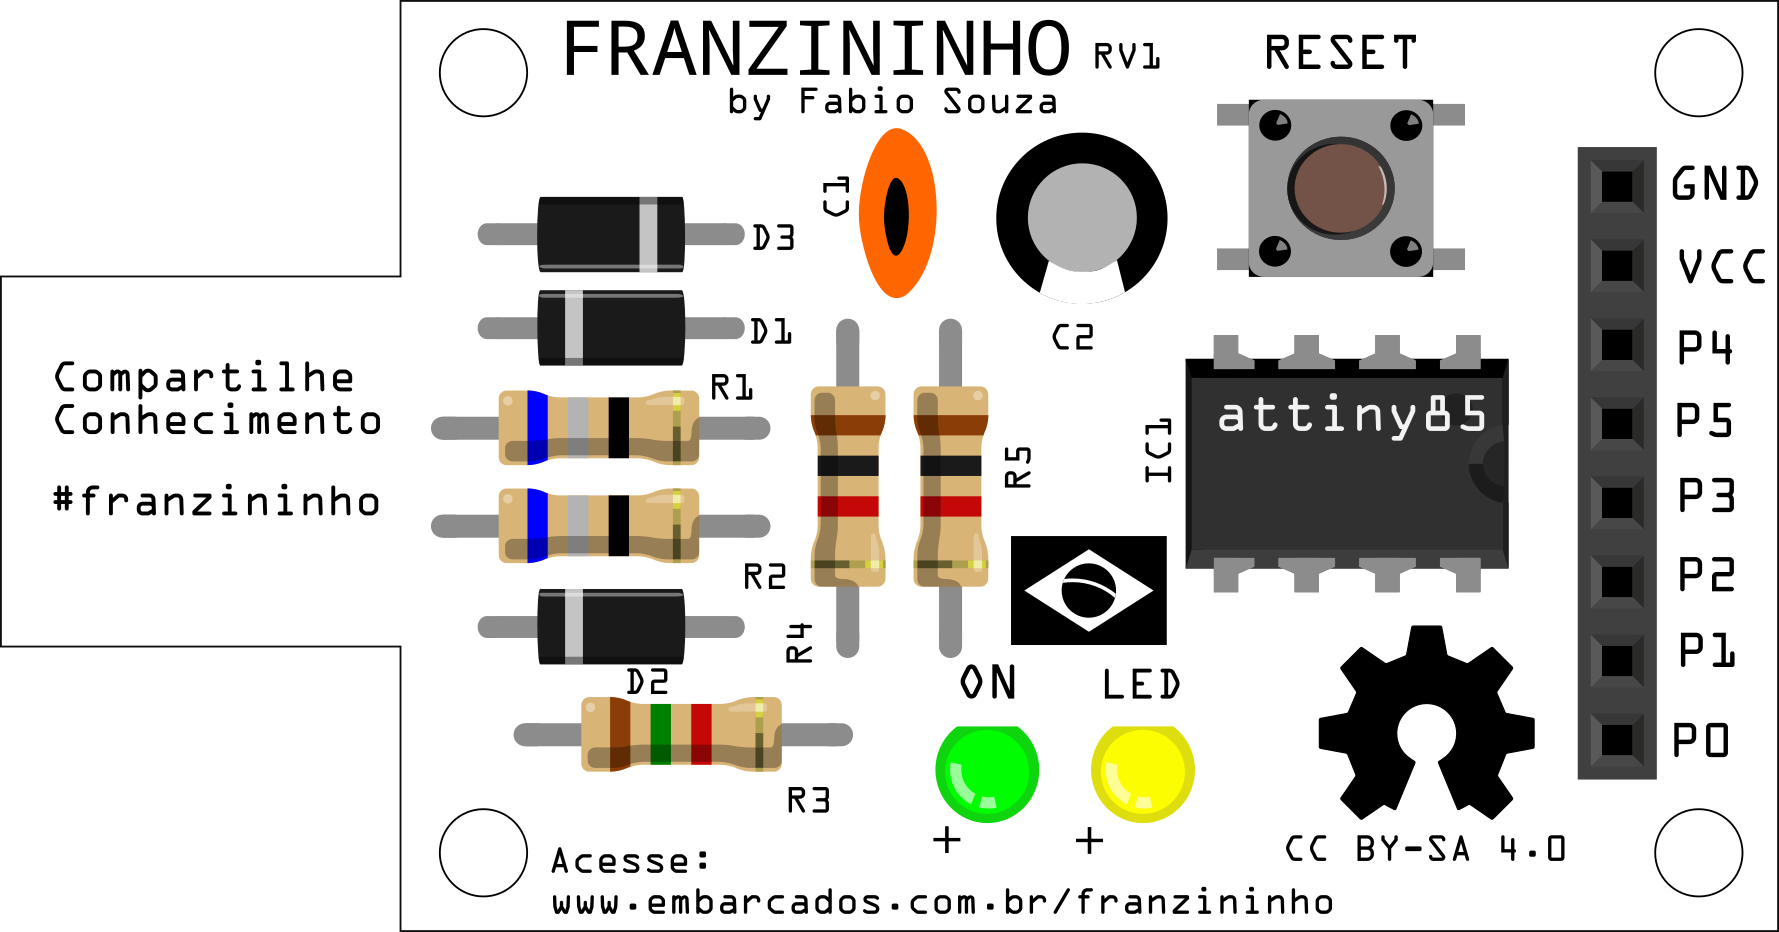 FRANZININHO RV1
by Fabio Souza
RESET
C1
D3
D1
C2
R1
GND
VCC
P4
P5
P3
P2
P1
P0
Compartilhe
Conhecimento
#franzininho
attiny85
IC1
R5
R2
R4
D2
ON
LED
R3
+
+
CC BY-SA 4.0
Acesse:
www.embarcados.com.br/franzininho